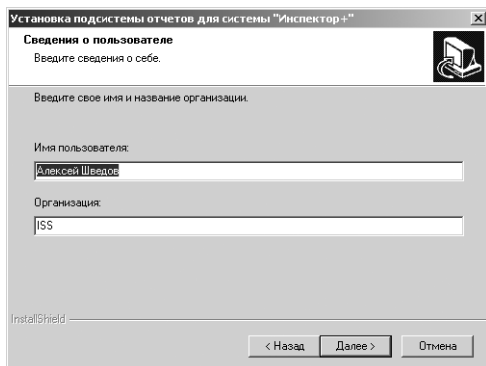 Установка подсистемы отчетов для системы "Инспектор+"
Сведения о пользователе
Введите сведения о себе.
Введите свое имя и название организации.
Имя пользователя:
Алексей Шведов
Организация:
ISS
InstallShield
< Назад
Далее >
Отмена